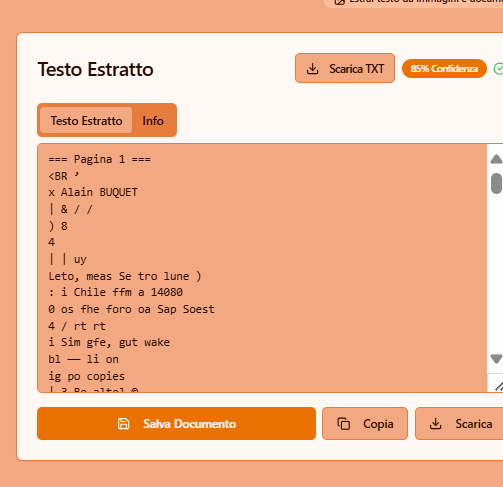 Estrai testo da immagini e docume
Testo Estratto
Scarica TXT
85% Confidenza
Testo Estratto
Info
=== Pagina 1 ===
<BR ’
x Alain BUQUET
| & / /
) 8
4
| | uy
Leto, meas Se tro lune )
: i Chile ffm a 14080
0 os fhe foro oa Sap Soest
4 / rt rt
i Sim gfe, gut wake
bl —— li on
ig po copies
Salva Documento
Copia
Scarica